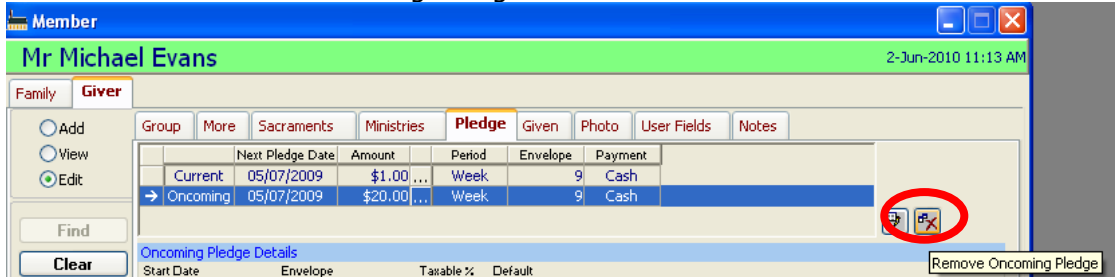 Member
Mr Michael Evans 2-Jun-2010 11:13 AM
Family Giver
Add
View
Edit
Find
Clear
Group More Sacraments Ministries Pledge Given Photo User Fields Notes
Next Pledge Date Amount Period Envelope Payment
Current 05/07/2009 $1.00 ... Week 9 Cash
Oncoming 05/07/2009 $20.00 ... Week 9 Cash
Oncoming Pledge Details
Start Date Envelope Taxable % Default
Remove Oncoming Pledge